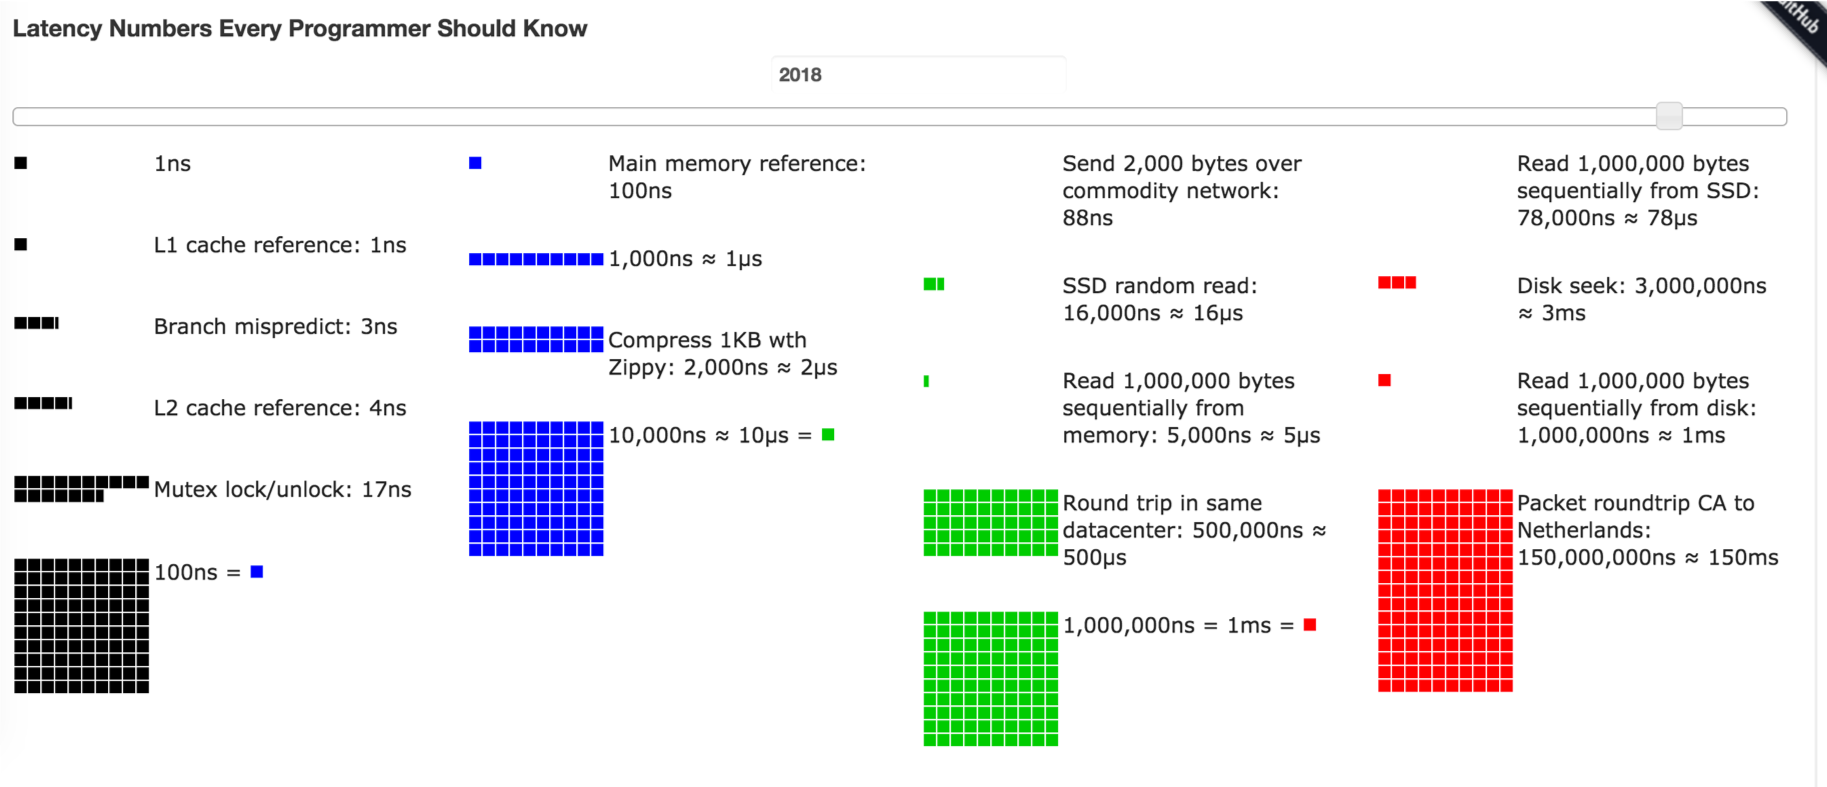 Latency Numbers Every Programmer Should Know
2018
1ns
L1 cache reference: 1ns
Branch mispredict: 3ns
L2 cache reference: 4ns
Mutex lock/unlock: 17ns
100ns =
Main memory reference:
100ns
1,000ns ≈ 1μs
Compress 1KB wth
Zippy: 2,000ns ≈ 2μs
10,000ns ≈ 10μs =
Send 2,000 bytes over
commodity network:
88ns
SSD random read:
16,000ns ≈ 16μs
Read 1,000,000 bytes
sequentially from
memory: 5,000ns ≈ 5μs
Round trip in same
datacenter: 500,000ns ≈
500μs
1,000,000ns = 1ms =
Read 1,000,000 bytes
sequentially from SSD:
78,000ns ≈ 78μs
Disk seek: 3,000,000ns
≈ 3ms
Read 1,000,000 bytes
sequentially from disk:
1,000,000ns ≈ 1ms
Packet roundtrip CA to
Netherlands:
150,000,000ns ≈ 150ms